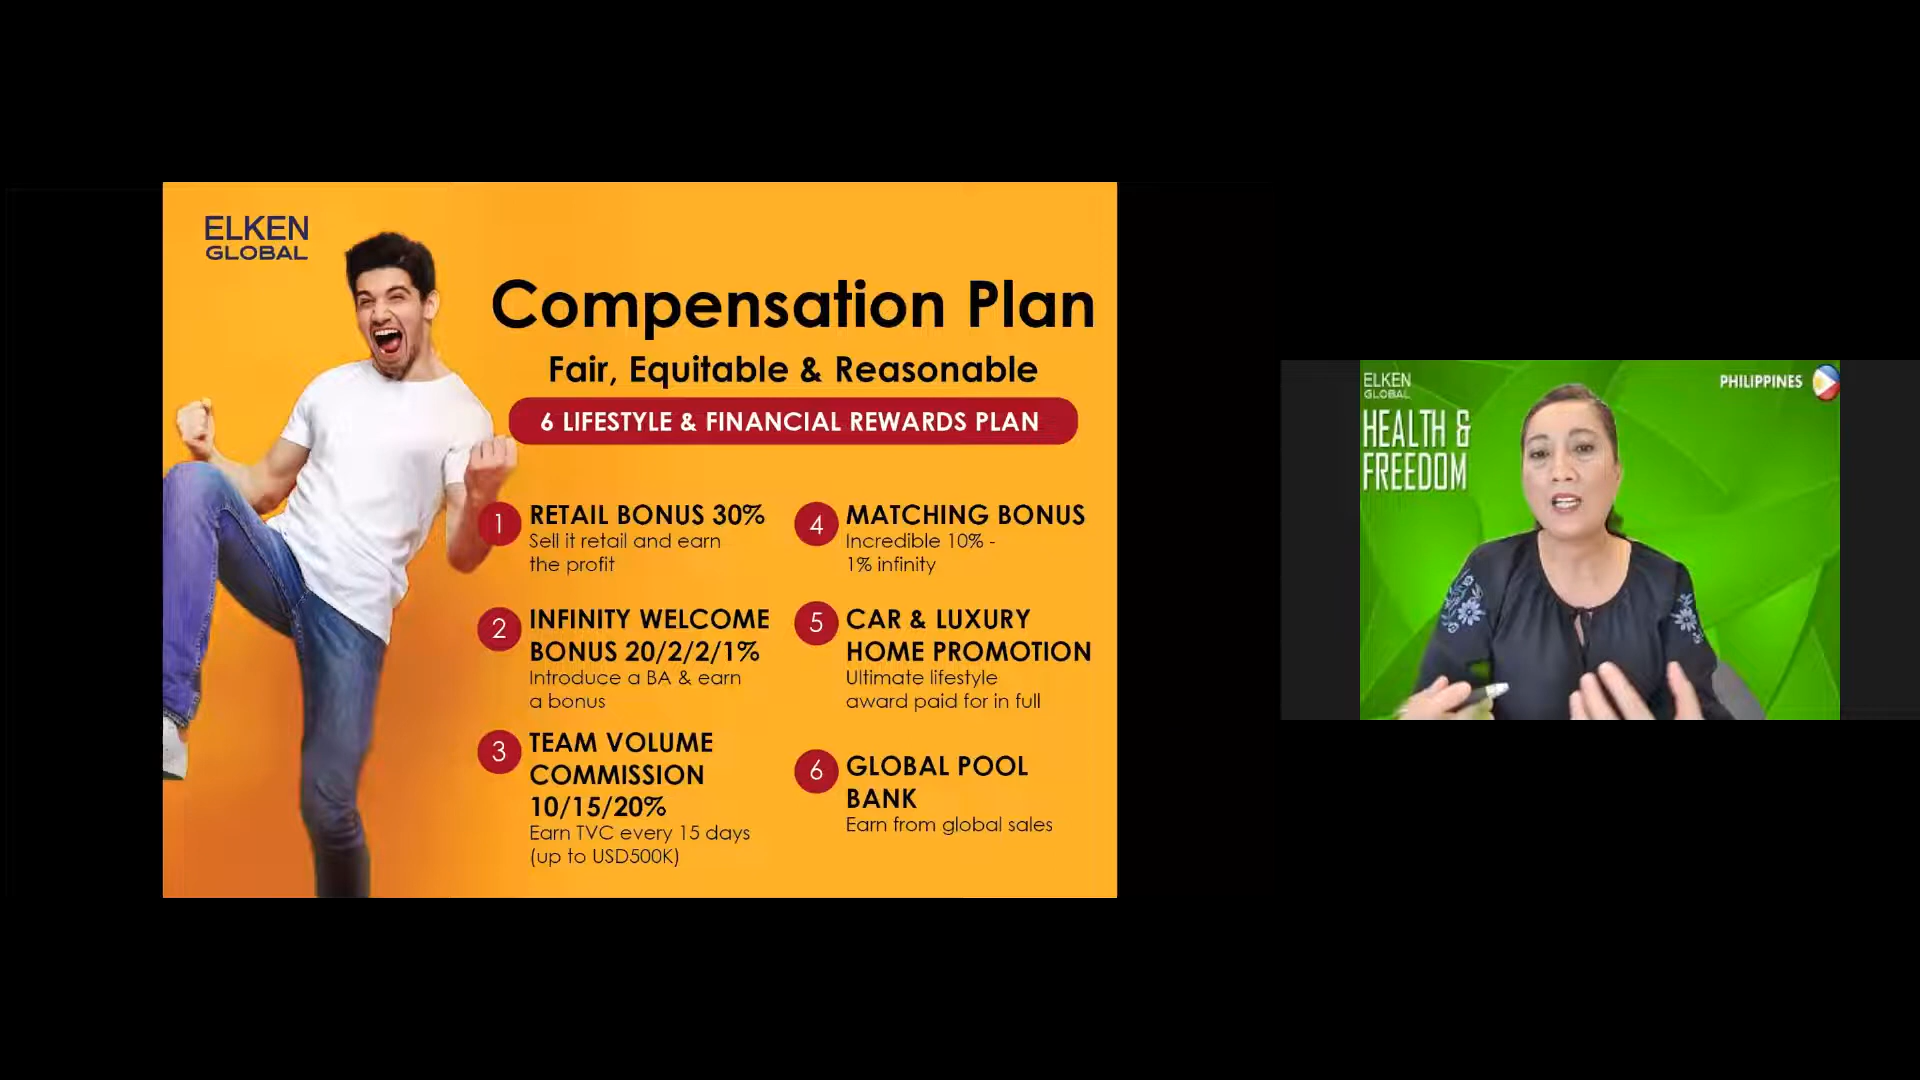 ELKEN
GLOBAL
Compensation Plan
Fair, Equitable & Reasonable
6 LIFESTYLE & FINANCIAL REWARDS PLAN
1
RETAIL BONUS 30%
Sell it retail and earn
the profit
2
INFINITY WELCOME
BONUS 20/2/2/1%
Introduce a BA & earn
a bonus
3
TEAM VOLUME
COMMISSION
10/15/20%
Earn TVC every 15 days
(up to USD500K)
4
MATCHING BONUS
Incredible 10% -
1% infinity
5
CAR & LUXURY
HOME PROMOTION
Ultimate lifestyle
award paid for in full
6
GLOBAL POOL
BANK
Earn from global sales
ELKEN
GLOBAL
HEALTH &
FREEDOM
PHILIPPINES